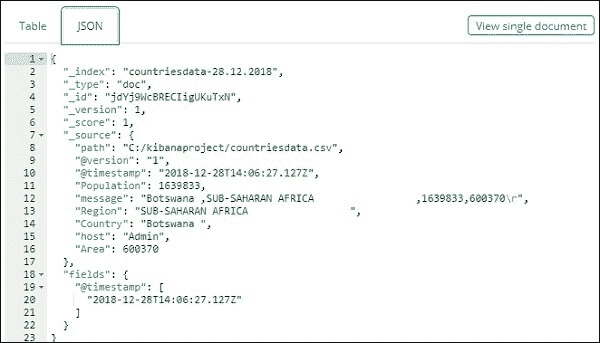 Table JSON View single document
1 {
2 "_index": "countriesdata-28.12.2018",
3 "_type": "doc",
4 "_id": "jdYj9WcBRECIigUKuTxN",
5 "_version": 1,
6 "_score": 1,
7 "_source": {
8 "path": "C:/kibanaproject/countriesdata.csv",
9 "@version": "1",
10 "@timestamp": "2018-12-28T14:06:27.127Z",
11 "Population": 1639833,
12 "message": "Botswana ,SUB-SAHARAN AFRICA                ,1639833,600370\r",
13 "Region": "SUB-SAHARAN AFRICA                ",
14 "Country": "Botswana ",
15 "host": "Admin",
16 "Area": 600370
17 },
18 "fields": {
19 "@timestamp": [
20 "2018-12-28T14:06:27.127Z"
21 ]
22 }
23 }